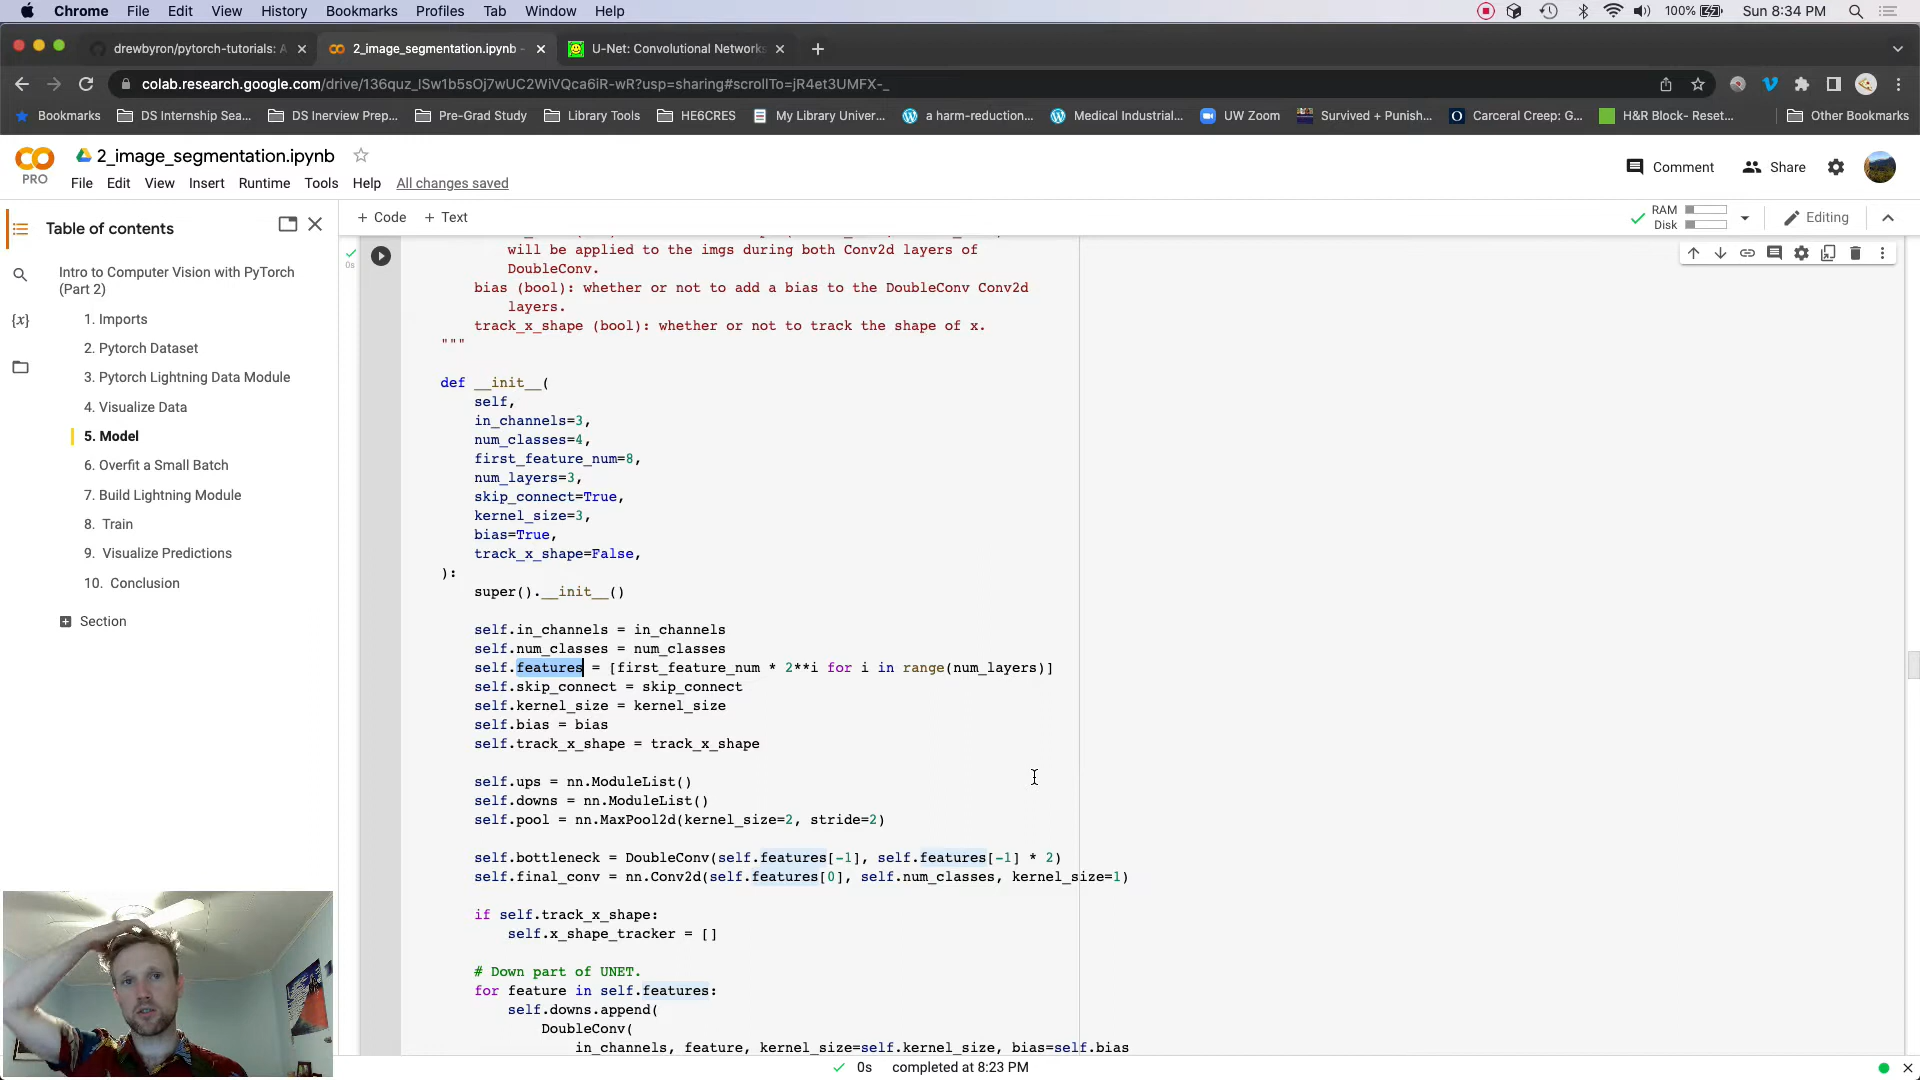 Chrome File Edit View History Bookmarks Profiles Tab Window Help 100% Sun 8:34 PM
drewbyron/pytorch-tutorials: A 2_image_segmentation.ipynb - U-Net: Convolutional Networks
colab.research.google.com/drive/136quz_lSw1b5sOj7wUC2WiVQca6iR-wR?usp=sharing#scrollTo=jR4et3UMFX-_
Bookmarks DS Internship Sea... DS Inerview Prep... Pre-Grad Study Library Tools HE6CRES My Library Univer... a harm-reduction... Medical Industrial... UW Zoom Survived + Punish... Carceral Creep: G... H&R Block- Reset... Other Bookmarks
2_image_segmentation.ipynb
PRO
Comment Share
File Edit View Insert Runtime Tools Help All changes saved
+ Code + Text
RAM
Disk
Editing
Table of contents
Intro to Computer Vision with PyTorch
(Part 2)
1. Imports
2. Pytorch Dataset
3. Pytorch Lightning Data Module
4. Visualize Data
5. Model
6. Overfit a Small Batch
7. Build Lightning Module
8. Train
9. Visualize Predictions
10. Conclusion
Section
{x}
0s
will be applied to the imgs during both Conv2d layers of
DoubleConv.
bias (bool): whether or not to add a bias to the DoubleConv Conv2d
layers.
track_x_shape (bool): whether or not to track the shape of x.
"""
def __init__(
self,
in_channels=3,
num_classes=4,
first_feature_num=8,
num_layers=3,
skip_connect=True,
kernel_size=3,
bias=True,
track_x_shape=False,
):
super().__init__()
self.in_channels = in_channels
self.num_classes = num_classes
self.features = [first_feature_num * 2**i for i in range(num_layers)]
self.skip_connect = skip_connect
self.kernel_size = kernel_size
self.bias = bias
self.track_x_shape = track_x_shape
self.ups = nn.ModuleList()
self.downs = nn.ModuleList()
self.pool = nn.MaxPool2d(kernel_size=2, stride=2)
self.bottleneck = DoubleConv(self.features[-1], self.features[-1] * 2)
self.final_conv = nn.Conv2d(self.features[0], self.num_classes, kernel_size=1)
if self.track_x_shape:
self.x_shape_tracker = []
# Down part of UNET.
for feature in self.features:
self.downs.append(
DoubleConv(
in_channels, feature, kernel_size=self.kernel_size, bias=self.bias
0s completed at 8:23 PM